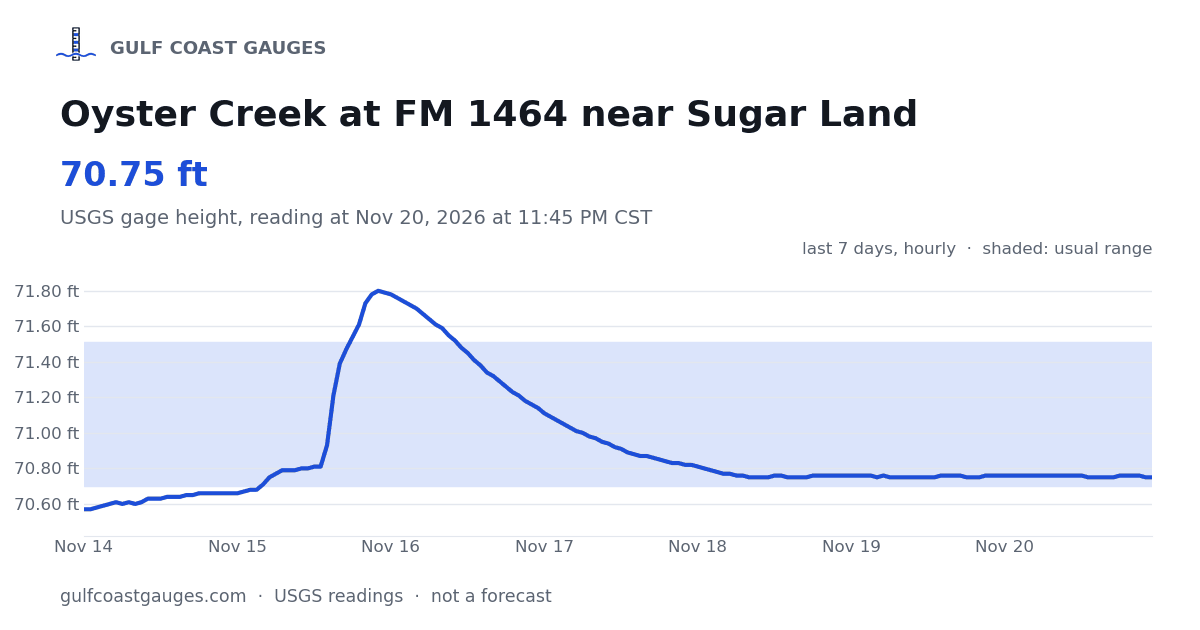 GULF COAST GAUGES
Oyster Creek at FM 1464 near Sugar Land
70.75 ft
USGS gage height, reading at Nov 20, 2026 at 11:45 PM CST
last 7 days, hourly · shaded: usual range
71.80 ft
71.60 ft
71.40 ft
71.20 ft
71.00 ft
70.80 ft
70.60 ft
Nov 14 Nov 15 Nov 16 Nov 17 Nov 18 Nov 19 Nov 20
gulfcoastgauges.com · USGS readings · not a forecast